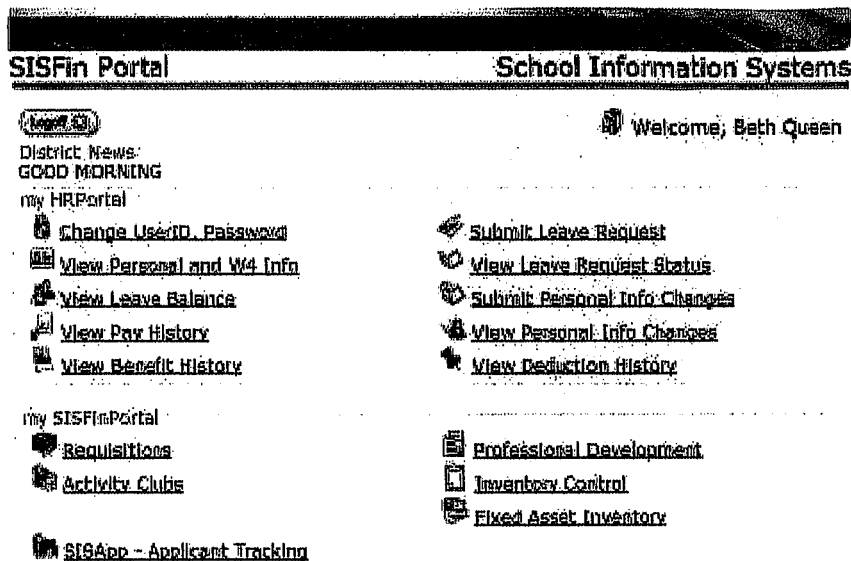 SISFin Portal School Information Systems
Logoff
Welcome, Beth Queen
District News:
GOOD MORNING
my HRPortal
Change UserID, Password Submit Leave Request
View Personal and W4 Info View Leave Request Status
View Leave Balance Submit Personal Info Changes
View Pay History View Personal Info Changes
View Benefit History View Deduction History
my SISFinPortal
Requisitions Professional Development
Activity Clubs Inventory Control
Fixed Asset Inventory
SISApp - Applicant Tracking